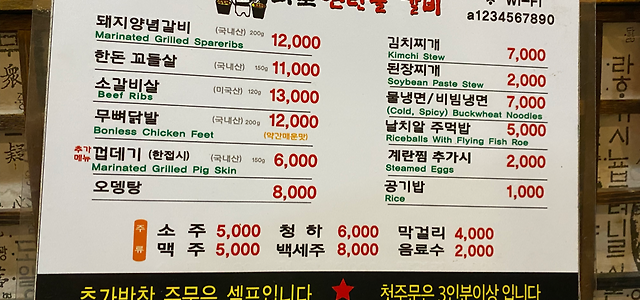 갈비
Wi-Fi
a1234567890
돼지양념갈비 (국내산) 200g 12,000
Marinated Grilled Spareribs
한돈 꼬들살 (국내산) 150g 11,000
소갈비살 (미국산) 120g 13,000
Beef Ribs
무뼈닭발 (국내산) 200g 12,000
Bonless Chicken Feet (약간매운맛)
추가메뉴 껍데기 (한접시) (국내산) 150g 6,000
Marinated Grilled Pig Skin
오뎅탕 8,000
김치찌개 7,000
Kimchi Stew
된장찌개 2,000
Soybean Paste Stew
물냉면/비빔냉면 7,000
(Cold, Spicy) Buckwheat Noodles
날치알 주먹밥 5,000
Riceballs With Flying Fish Roe
계란찜 추가시 2,000
Steamed Eggs
공기밥 1,000
Rice
주류
소 주 5,000 청 하 6,000 막걸리 4,000
맥 주 5,000 백세주 8,000 음료수 2,000
추가반찬 주문은 셀프입니다 ★ 첫주문은 3인분이상 입니다